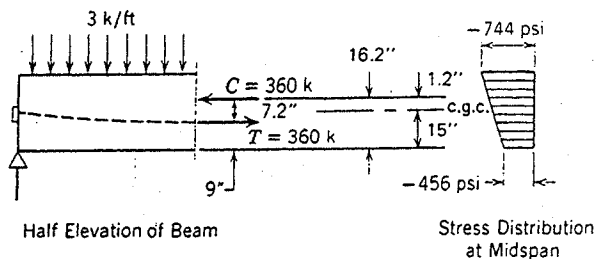 3 k/ft
−744 psi
16.2"
1.2"
C = 360 k
7.2"
c.g.c.
T = 360 k
15"
9"
−456 psi
Half Elevation of Beam
Stress Distribution
at Midspan